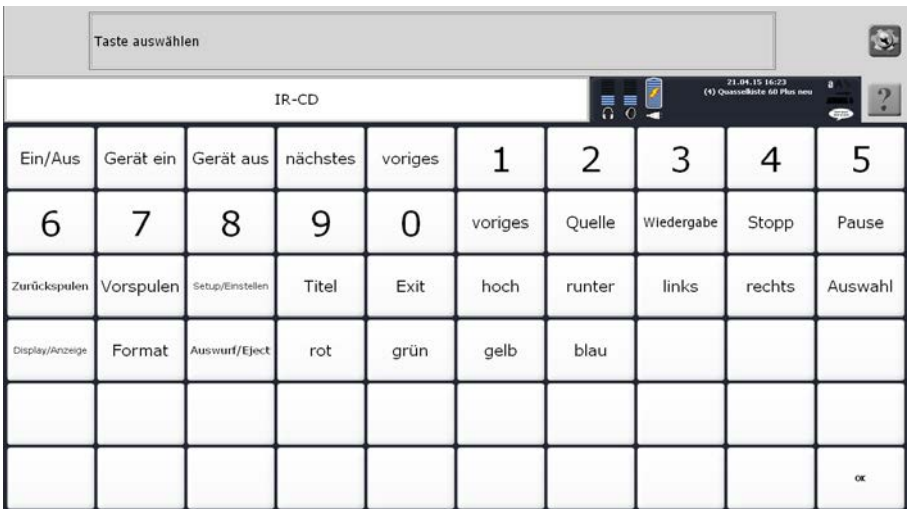 Taste auswählen
IR-CD
21.04.15 16:23
(4) Quasselkiste 60 Plus neu
?
Ein/Aus Gerät ein Gerät aus nächstes voriges 1 2 3 4 5
6 7 8 9 0 voriges Quelle Wiedergabe Stopp Pause
Zurückspulen Vorspulen Setup/Einstellen Titel Exit hoch runter links rechts Auswahl
Display/Anzeige Format Auswurf/Eject rot grün gelb blau
OK